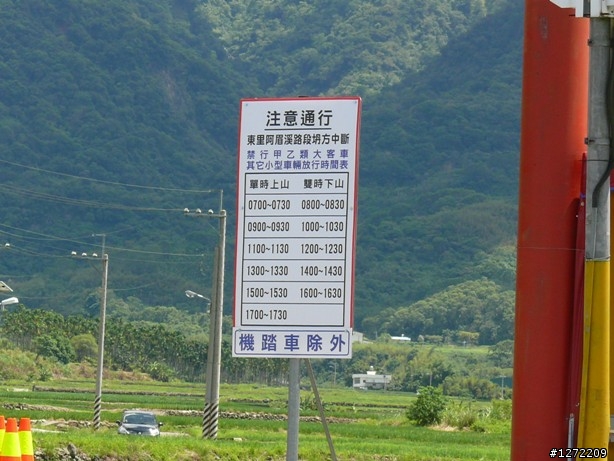 注意通行
東里阿眉溪路段坍方中斷
禁行甲乙類大客車
其它小型車輛放行時間表
單時上山 雙時下山
0700~0730 0800~0830
0900~0930 1000~1030
1100~1130 1200~1230
1300~1330 1400~1430
1500~1530 1600~1630
1700~1730
機踏車除外
#1272209